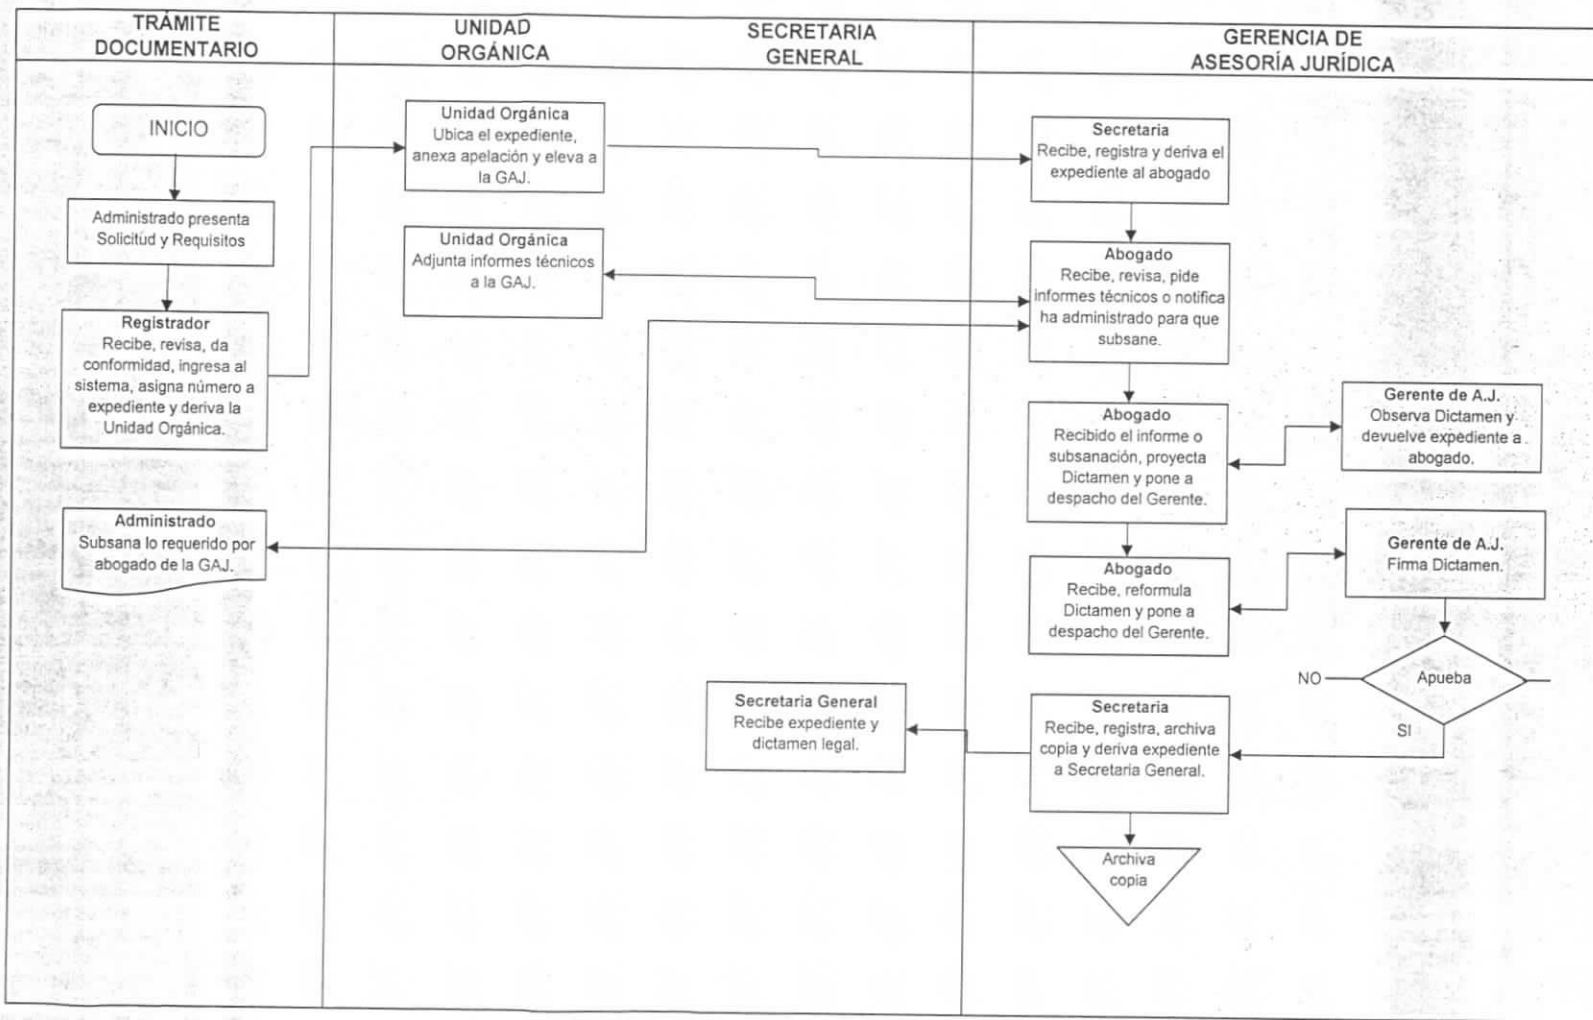 TRÁMITE
DOCUMENTARIO
UNIDAD
ORGÁNICA
SECRETARIA
GENERAL
GERENCIA DE
ASESORÍA JURÍDICA
INICIO
Administrado presenta
Solicitud y Requisitos
Registrador
Recibe, revisa, da
conformidad, ingresa al
sistema, asigna número a
expediente y deriva la
Unidad Orgánica.
Administrado
Subsana lo requerido por
abogado de la GAJ.
Unidad Orgánica
Ubica el expediente,
anexa apelación y eleva a
la GAJ.
Unidad Orgánica
Adjunta informes técnicos
a la GAJ.
Secretaria General
Recibe expediente y
dictamen legal.
Secretaria
Recibe, registra y deriva el
expediente al abogado
Abogado
Recibe, revisa, pide
informes técnicos o notifica
ha administrado para que
subsane.
Abogado
Recibido el informe o
subsanación, proyecta
Dictamen y pone a
despacho del Gerente.
Gerente de A.J.
Observa Dictamen y
devuelve expediente a
abogado.
Abogado
Recibe, reformula
Dictamen y pone a
despacho del Gerente.
Gerente de A.J.
Firma Dictamen.
NO
Apueba
SI
Secretaria
Recibe, registra, archiva
copia y deriva expediente
a Secretaria General.
Archiva
copia